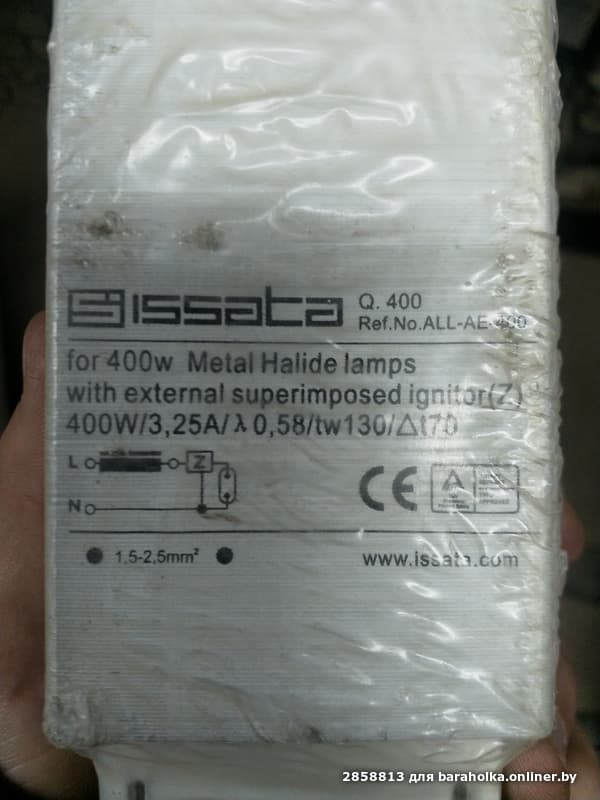 issata Q. 400
Ref.No.ALL-AE-400
for 400w Metal Halide lamps
with external superimposed ignitor(Z)
400W/3,25A/λ0,58/tw130/Δt70
L Z
N
CE A
1,5-2,5mm²
www.issata.com
2858813 для baraholka.onliner.by